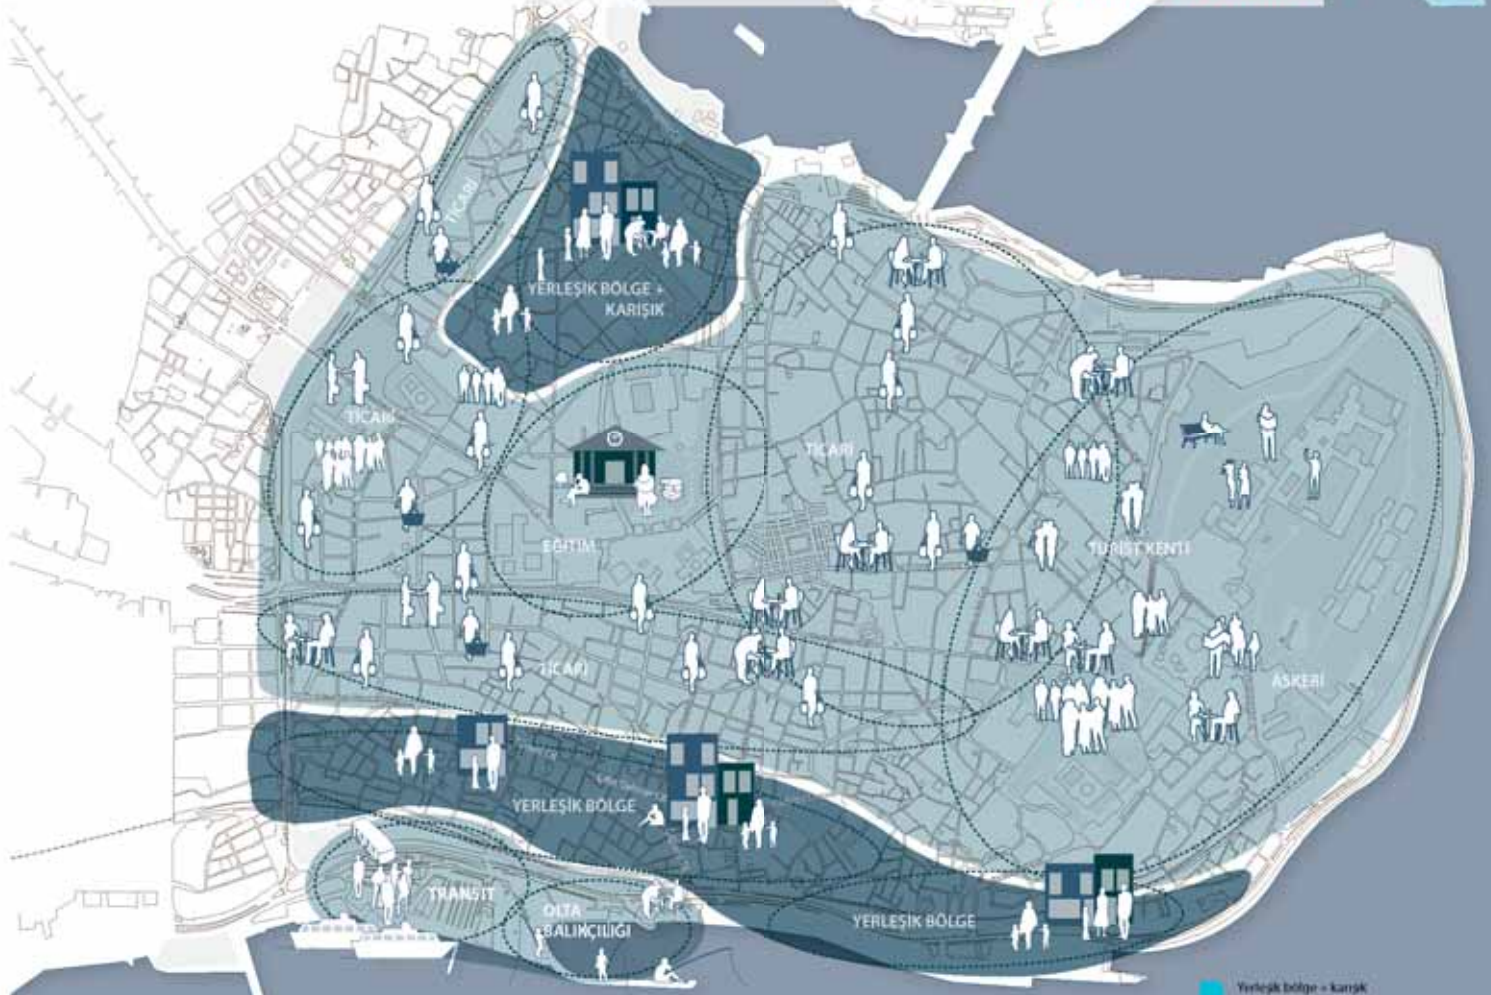 TİCARİ
YERLEŞİK BÖLGE +
KARIŞIK
TİCARİ
TİCARİ
EĞİTİM
TURİST KENTİ
TİCARİ
ASKERİ
YERLEŞİK BÖLGE
TRANSİT
OLTA
BALIKÇILIĞI
YERLEŞİK BÖLGE
Yerleşik bölge + karışık